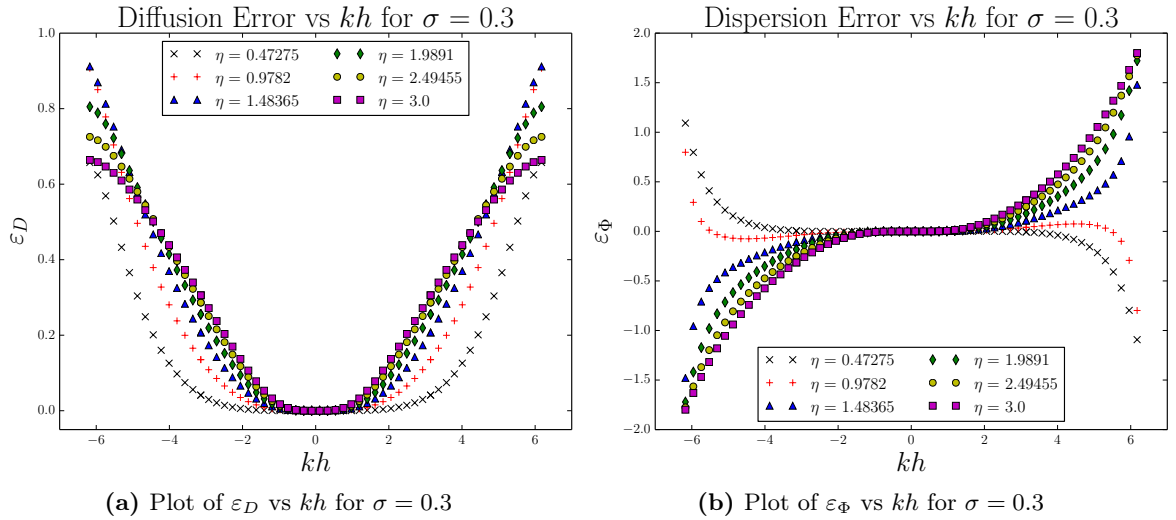 Diffusion Error vs kh for σ = 0.3
1.0
0.8
0.6
0.4
0.2
0.0
ε_D
η = 0.47275
η = 0.9782
η = 1.48365
η = 1.9891
η = 2.49455
η = 3.0
−6 −4 −2 0 2 4 6
kh
(a) Plot of ε_D vs kh for σ = 0.3
Dispersion Error vs kh for σ = 0.3
2.0
1.5
1.0
0.5
0.0
−0.5
−1.0
−1.5
−2.0
ε_Φ
η = 0.47275
η = 0.9782
η = 1.48365
η = 1.9891
η = 2.49455
η = 3.0
−6 −4 −2 0 2 4 6
kh
(b) Plot of ε_Φ vs kh for σ = 0.3